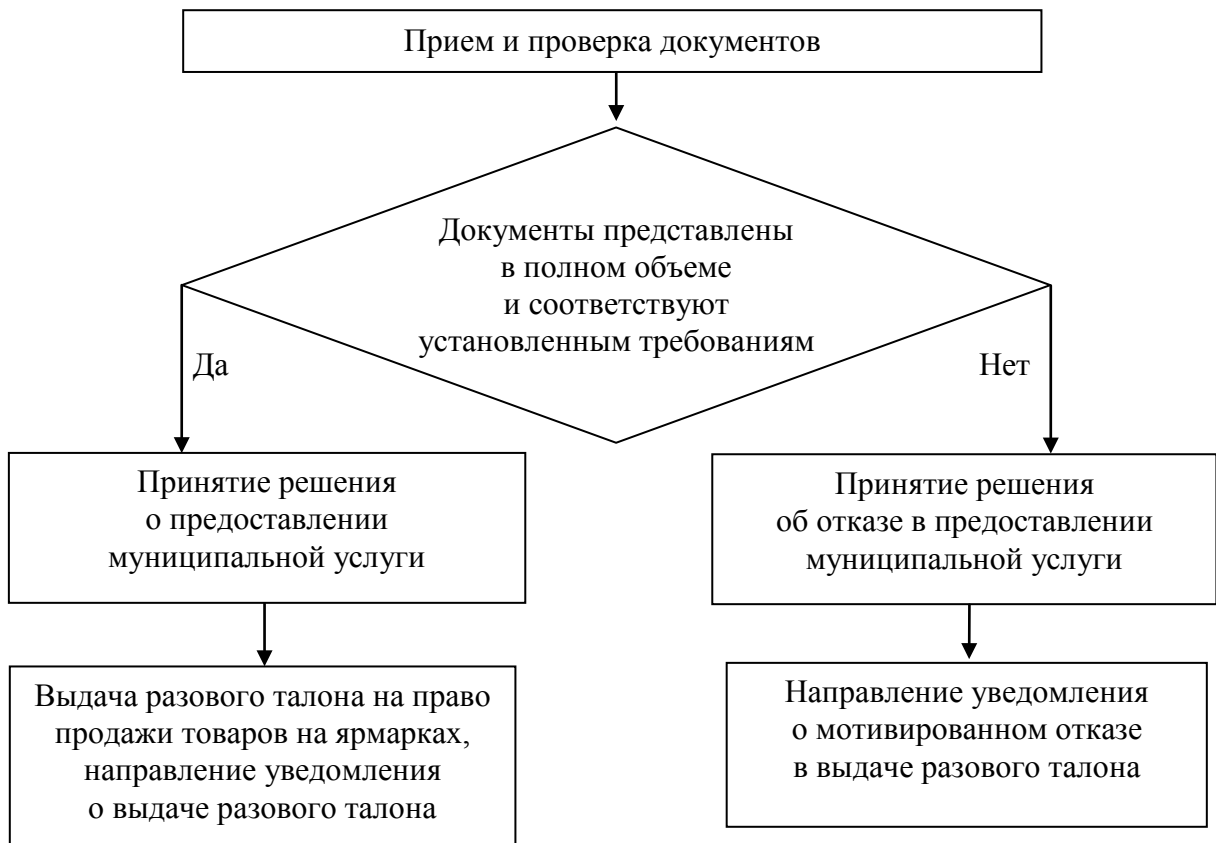 Прием и проверка документов
Документы представлены
в полном объеме
и соответствуют
установленным требованиям
Да
Нет
Принятие решения
о предоставлении
муниципальной услуги
Принятие решения
об отказе в предоставлении
муниципальной услуги
Выдача разового талона на право
продажи товаров на ярмарках,
направление уведомления
о выдаче разового талона
Направление уведомления
о мотивированном отказе
в выдаче разового талона